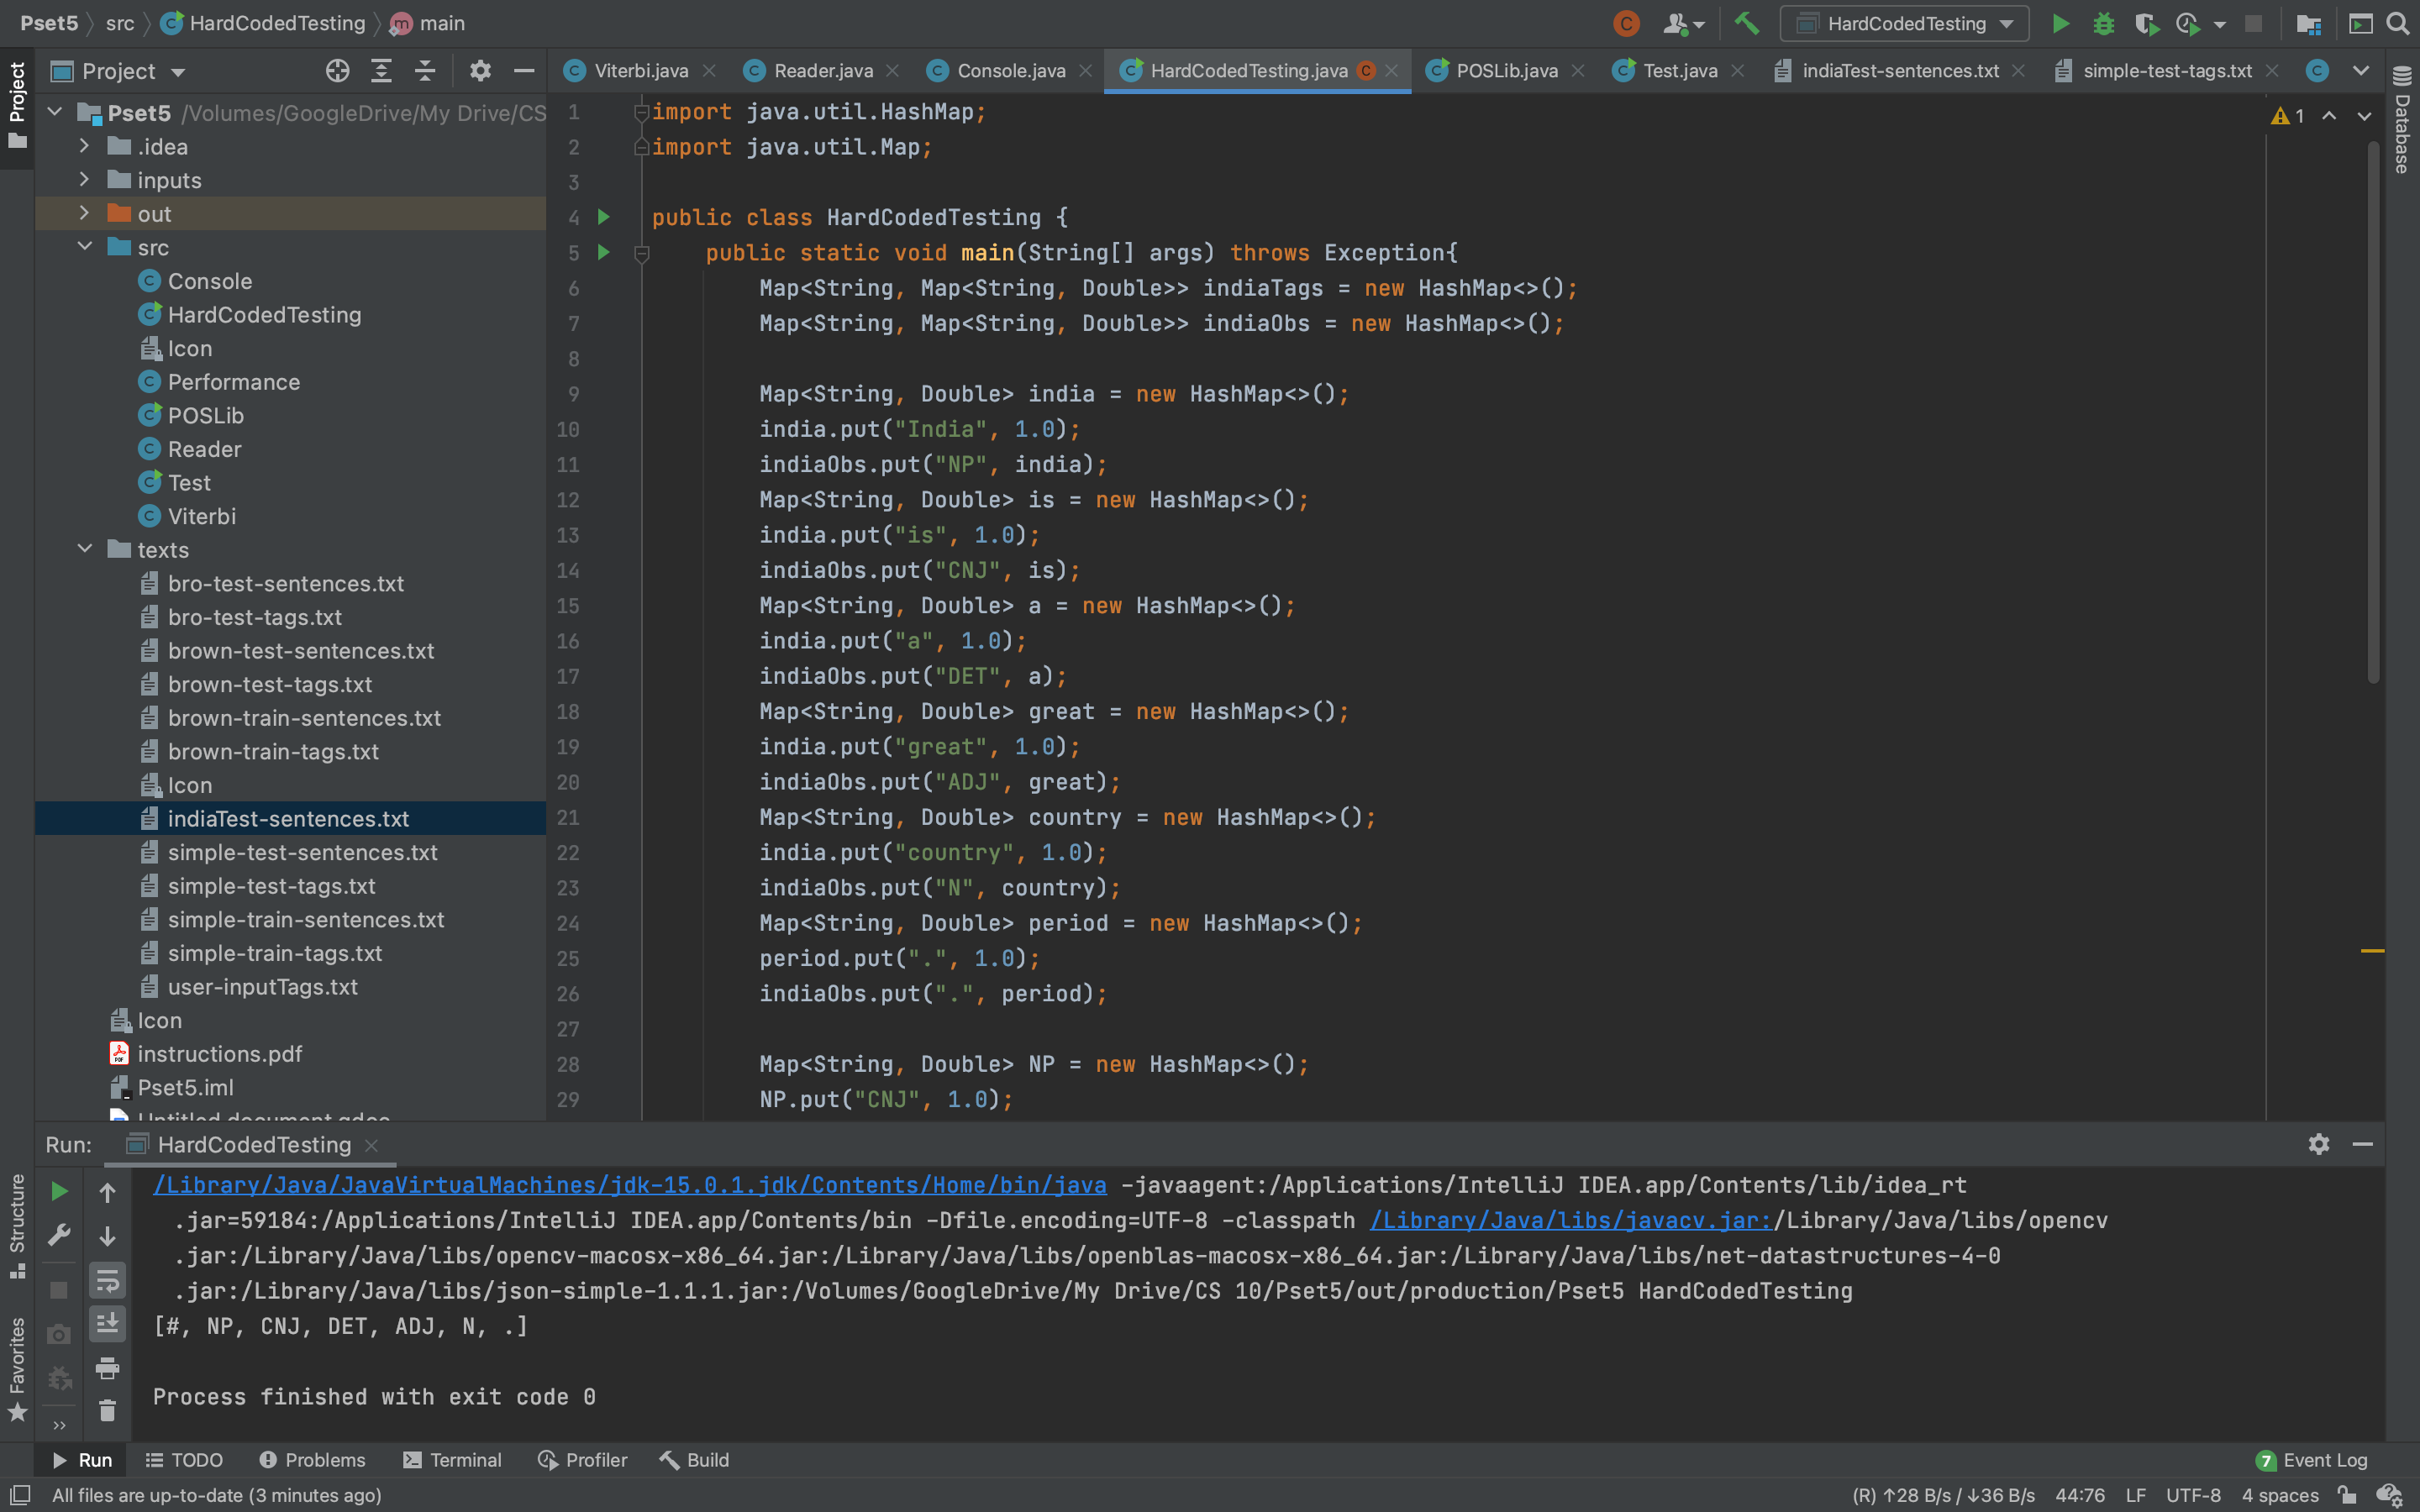 Pset5 src HardCodedTesting main
HardCodedTesting
Project
Viterbi.java Reader.java Console.java HardCodedTesting.java POSLib.java Test.java indiaTest-sentences.txt simple-test-tags.txt
Project
Database
Structure
Favorites
Pset5 /Volumes/GoogleDrive/My Drive/CS
.idea
inputs
out
src
Console
HardCodedTesting
Icon
Performance
POSLib
Reader
Test
Viterbi
texts
bro-test-sentences.txt
bro-test-tags.txt
brown-test-sentences.txt
brown-test-tags.txt
brown-train-sentences.txt
brown-train-tags.txt
Icon
indiaTest-sentences.txt
simple-test-sentences.txt
simple-test-tags.txt
simple-train-sentences.txt
simple-train-tags.txt
user-inputTags.txt
Icon
instructions.pdf
Pset5.iml
1
1 import java.util.HashMap;
2 import java.util.Map;
3
4 public class HardCodedTesting {
5 public static void main(String[] args) throws Exception{
6 Map<String, Map<String, Double>> indiaTags = new HashMap<>();
7 Map<String, Map<String, Double>> indiaObs = new HashMap<>();
8
9 Map<String, Double> india = new HashMap<>();
10 india.put("India", 1.0);
11 indiaObs.put("NP", india);
12 Map<String, Double> is = new HashMap<>();
13 india.put("is", 1.0);
14 indiaObs.put("CNJ", is);
15 Map<String, Double> a = new HashMap<>();
16 india.put("a", 1.0);
17 indiaObs.put("DET", a);
18 Map<String, Double> great = new HashMap<>();
19 india.put("great", 1.0);
20 indiaObs.put("ADJ", great);
21 Map<String, Double> country = new HashMap<>();
22 india.put("country", 1.0);
23 indiaObs.put("N", country);
24 Map<String, Double> period = new HashMap<>();
25 period.put(".", 1.0);
26 indiaObs.put(".", period);
27
28 Map<String, Double> NP = new HashMap<>();
29 NP.put("CNJ", 1.0);
Run: HardCodedTesting
/Library/Java/JavaVirtualMachines/jdk-15.0.1.jdk/Contents/Home/bin/java -javaagent:/Applications/IntelliJ IDEA.app/Contents/lib/idea_rt
.jar=59184:/Applications/IntelliJ IDEA.app/Contents/bin -Dfile.encoding=UTF-8 -classpath /Library/Java/libs/javacv.jar:/Library/Java/libs/opencv
.jar:/Library/Java/libs/opencv-macosx-x86_64.jar:/Library/Java/libs/openblas-macosx-x86_64.jar:/Library/Java/libs/net-datastructures-4-0
.jar:/Library/Java/libs/json-simple-1.1.1.jar:/Volumes/GoogleDrive/My Drive/CS 10/Pset5/out/production/Pset5 HardCodedTesting
[#, NP, CNJ, DET, ADJ, N, .]
Process finished with exit code 0
Run TODO Problems Terminal Profiler Build 7 Event Log
All files are up-to-date (3 minutes ago) (R) ↑28 B/s / ↓36 B/s 44:76 LF UTF-8 4 spaces